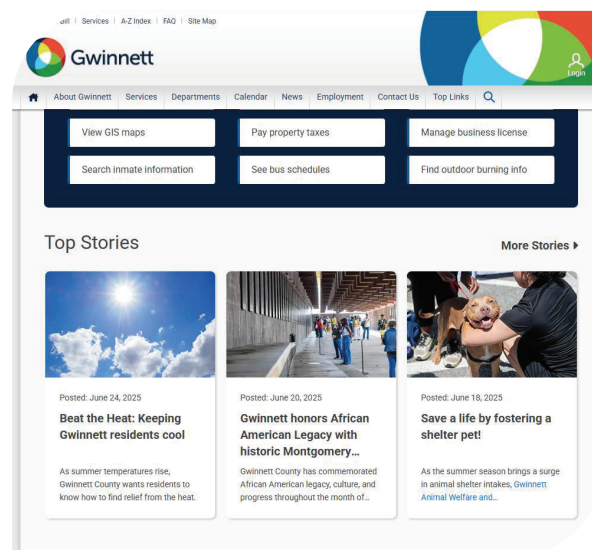 Services | A-Z Index | FAQ | Site Map
Gwinnett
Login
About Gwinnett Services Departments Calendar News Employment Contact Us Top Links
View GIS maps Pay property taxes Manage business license
Search inmate information See bus schedules Find outdoor burning info
Top Stories
More Stories
Posted: June 24, 2025
Beat the Heat: Keeping
Gwinnett residents cool
As summer temperatures rise,
Gwinnett County wants residents to
know how to find relief from the heat.
Posted: June 20, 2025
Gwinnett honors African
American Legacy with
historic Montgomery...
Gwinnett County has commemorated
African American legacy, culture, and
progress throughout the month of...
Posted: June 18, 2025
Save a life by fostering a
shelter pet!
As the summer season brings a surge
in animal shelter intakes, Gwinnett
Animal Welfare and...